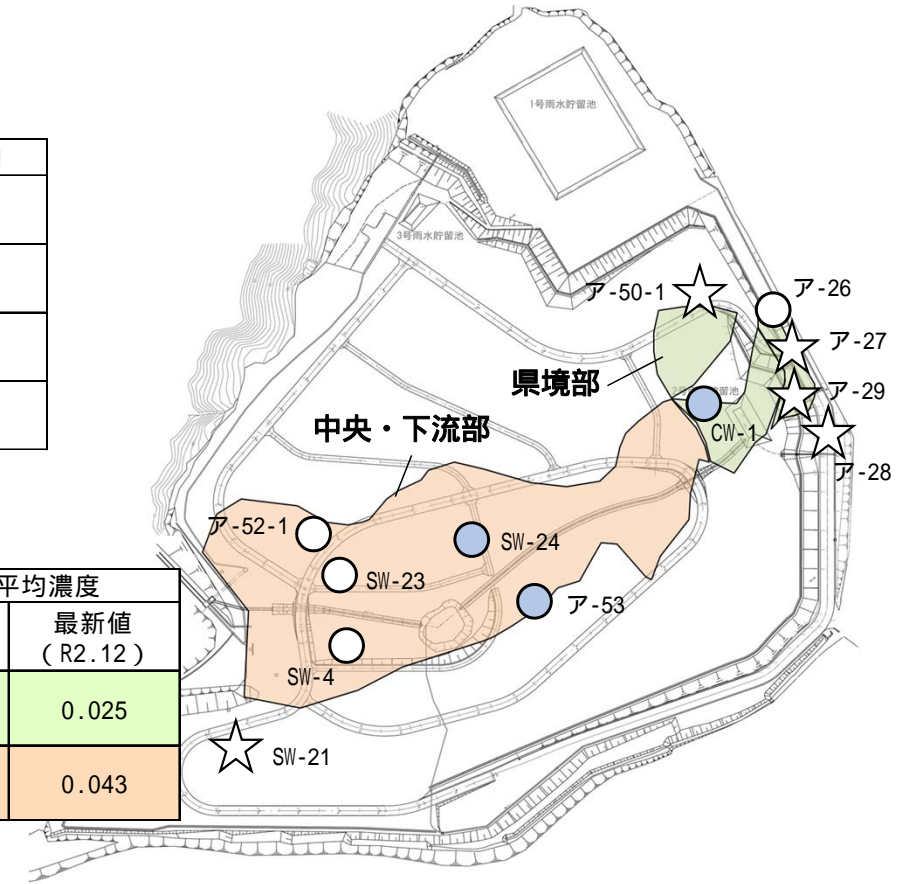 1号雨水貯留池
3号雨水貯留池
ア-50-1
ア-26
ア-27
県境部
ア-29
CW-1
ア-28
中央・下流部
ア-52-1
SW-24
SW-23
ア-53
SW-4
SW-21
平均濃度
最新値
(R2.12)
0.025
0.043